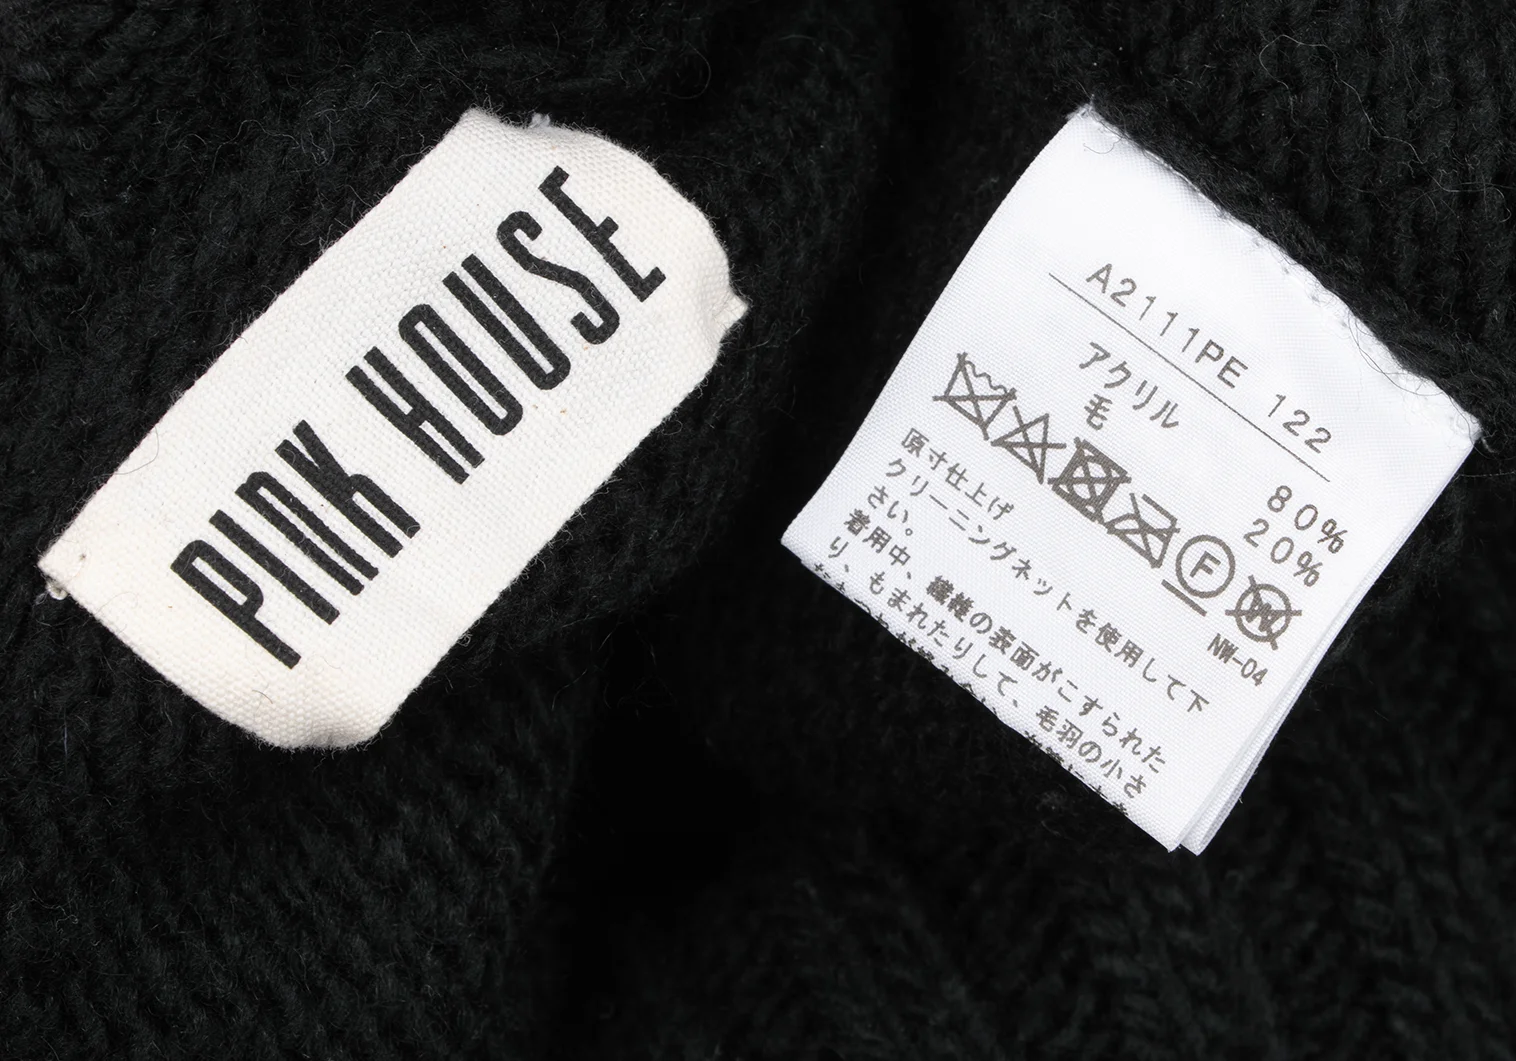 PINK HOUSE
A2111PE 122
アクリル 80%
毛 20%
F W
NW-04
原寸仕上げ
クリーニングネットを使用して下
さい。
着用中、繊維の表面がこすられた
り、もまれたりして、毛羽の小さ